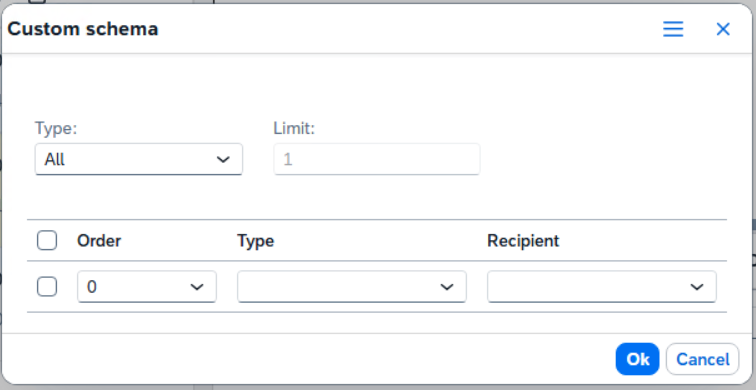 Custom schema
Type: Limit:
All 1
Order Type Recipient
0
Ok Cancel